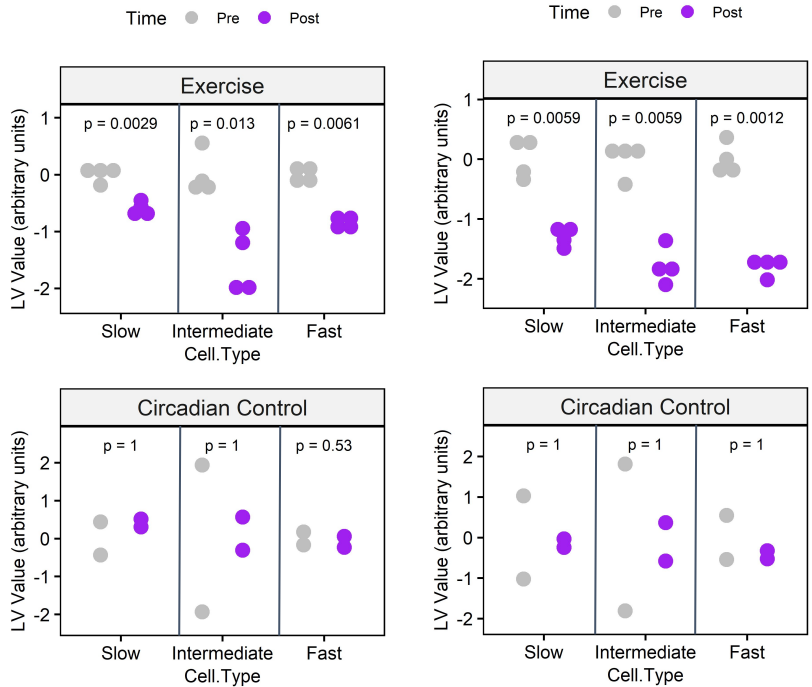 Time Pre Post
Exercise
LV Value (arbitrary units)
1
0
-1
-2
p = 0.0029 p = 0.013 p = 0.0061
Slow Intermediate Fast
Cell.Type
Time Pre Post
Exercise
LV Value (arbitrary units)
1
0
-1
-2
p = 0.0059 p = 0.0059 p = 0.0012
Slow Intermediate Fast
Cell.Type
Circadian Control
LV Value (arbitrary units)
2
1
0
-1
-2
p = 1 p = 1 p = 0.53
Slow Intermediate Fast
Cell.Type
Circadian Control
LV Value (arbitrary units)
2
1
0
-1
-2
p = 1 p = 1 p = 1
Slow Intermediate Fast
Cell.Type